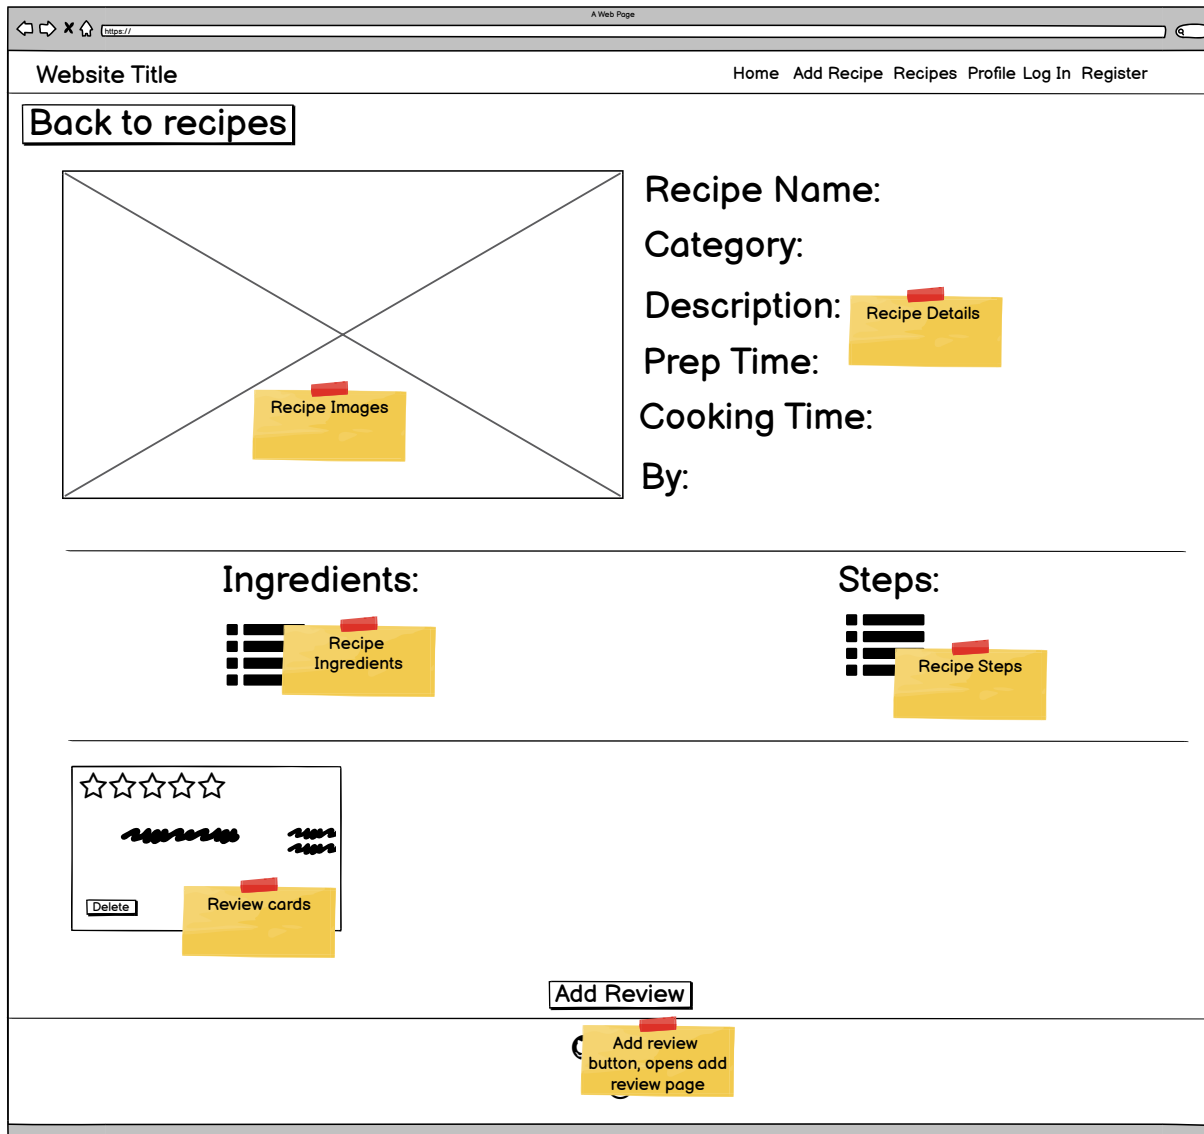 A Web Page
https://
Website Title
Home Add Recipe Recipes Profile Log In Register
Back to recipes
Recipe Name:
Category:
Description:
Recipe Details
Prep Time:
Recipe Images
Cooking Time:
By:
Ingredients:
Steps:
Recipe
Ingredients
Recipe Steps
Delete
Review cards
Add Review
Add review
button, opens add
review page